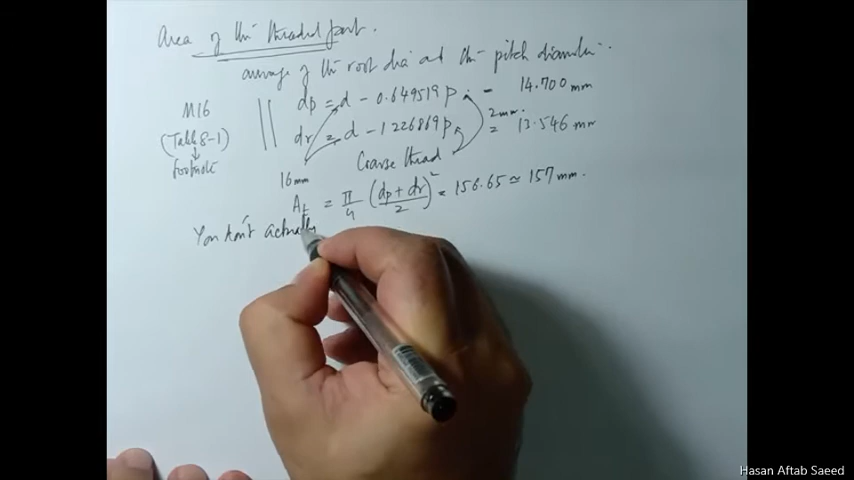 Area of the threaded part.
average of the root dia and the pitch diameter.
M16
(Table 8-1)
footnote
dp = d - 0.649519 p. = 14.700 mm
dr = d - 1.226869 p = 13.546 mm
2 mm.
16 mm
Coarse thread
At = π/4 (dp + dr / 2)² = 156.65 ≃ 157 mm.
You don't actually
Hasan Aftab Saeed